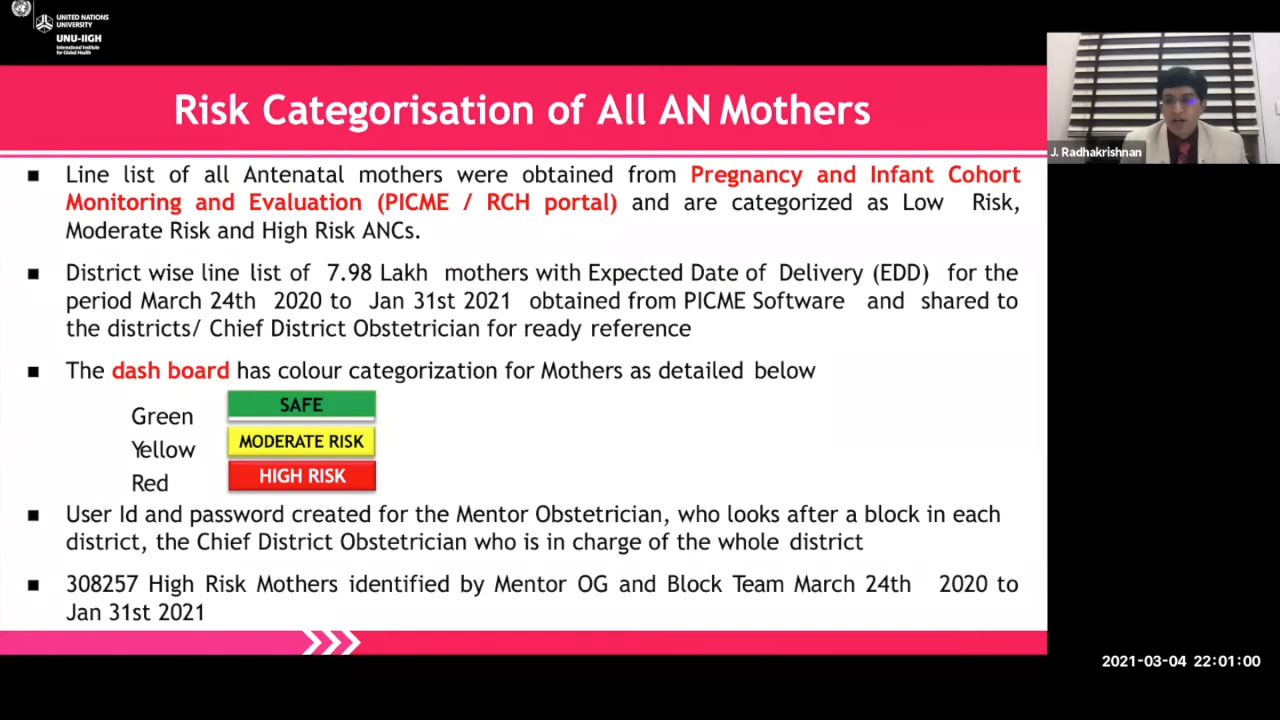 UNITED NATIONS
UNIVERSITY
UNU-IIGH
International Institute
for Global Health
Risk Categorisation of All AN Mothers
J. Radhakrishnan
■ Line list of all Antenatal mothers were obtained from Pregnancy and Infant Cohort
Monitoring and Evaluation (PICME / RCH portal) and are categorized as Low Risk,
Moderate Risk and High Risk ANCs.
■ District wise line list of 7.98 Lakh mothers with Expected Date of Delivery (EDD) for the
period March 24th 2020 to Jan 31st 2021 obtained from PICME Software and shared to
the districts/ Chief District Obstetrician for ready reference
■ The dash board has colour categorization for Mothers as detailed below
Green SAFE
Yellow MODERATE RISK
Red HIGH RISK
■ User Id and password created for the Mentor Obstetrician, who looks after a block in each
district, the Chief District Obstetrician who is in charge of the whole district
■ 308257 High Risk Mothers identified by Mentor OG and Block Team March 24th 2020 to
Jan 31st 2021
2021-03-04 22:01:00